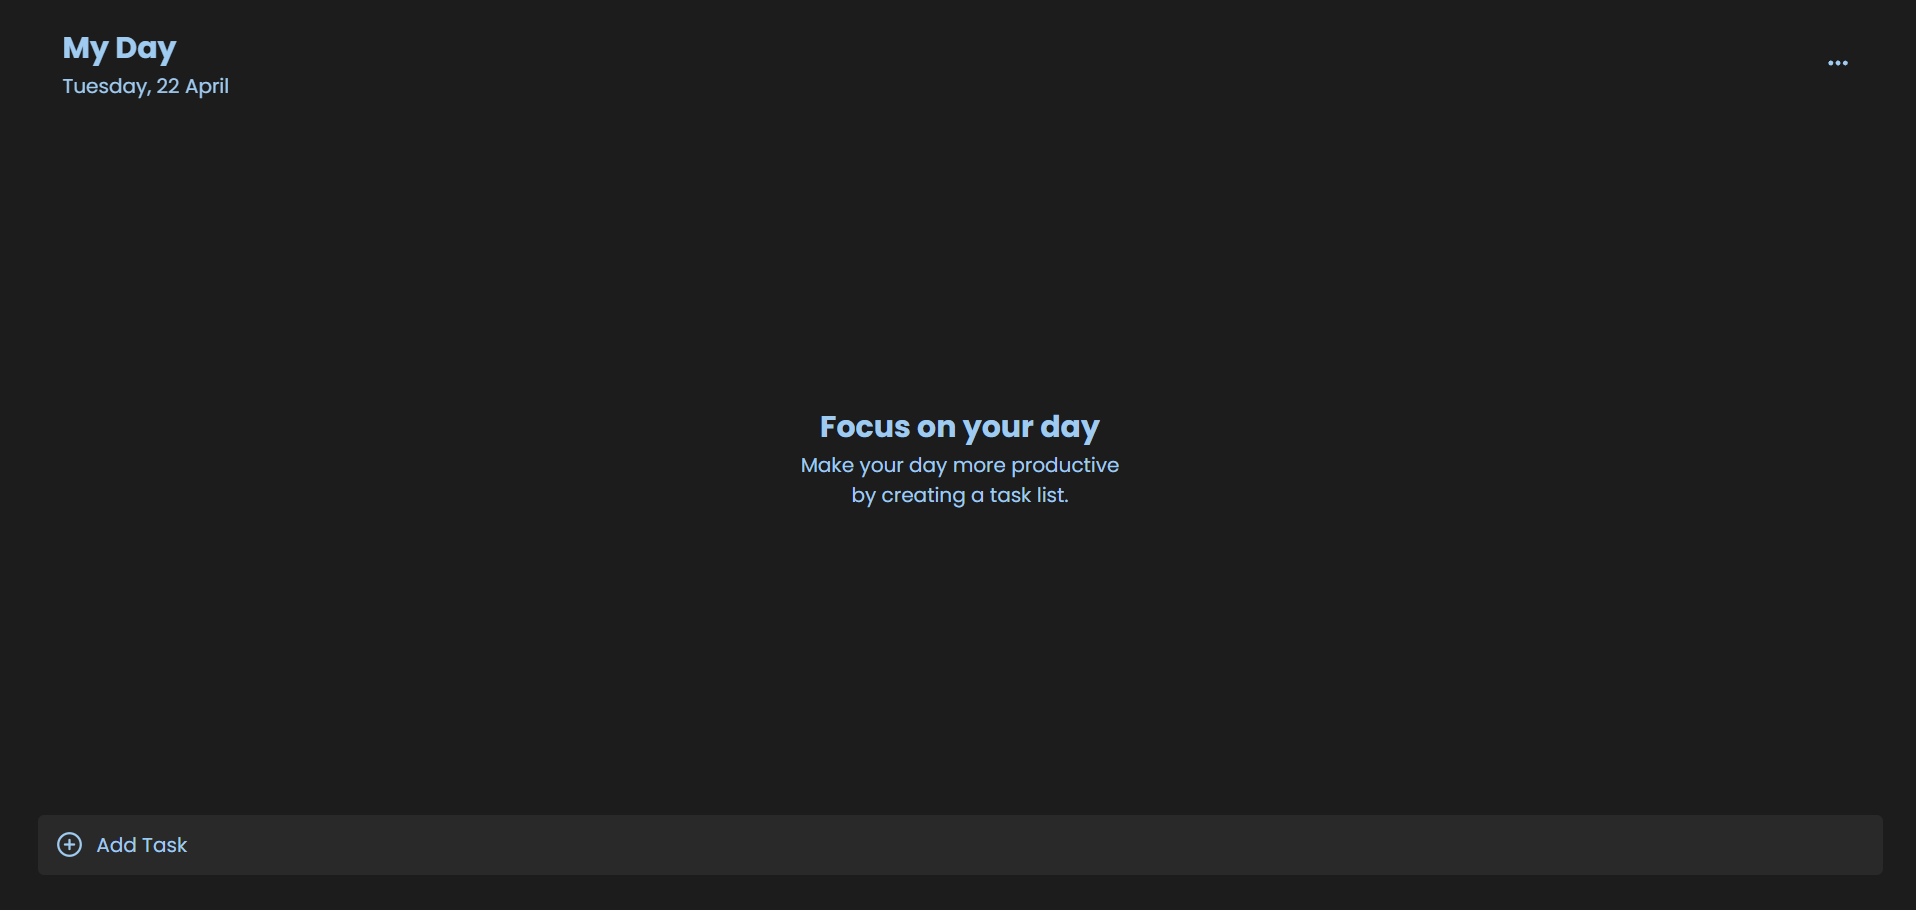 My Day
Tuesday, 22 April
Focus on your day
Make your day more productive
by creating a task list.
Add Task